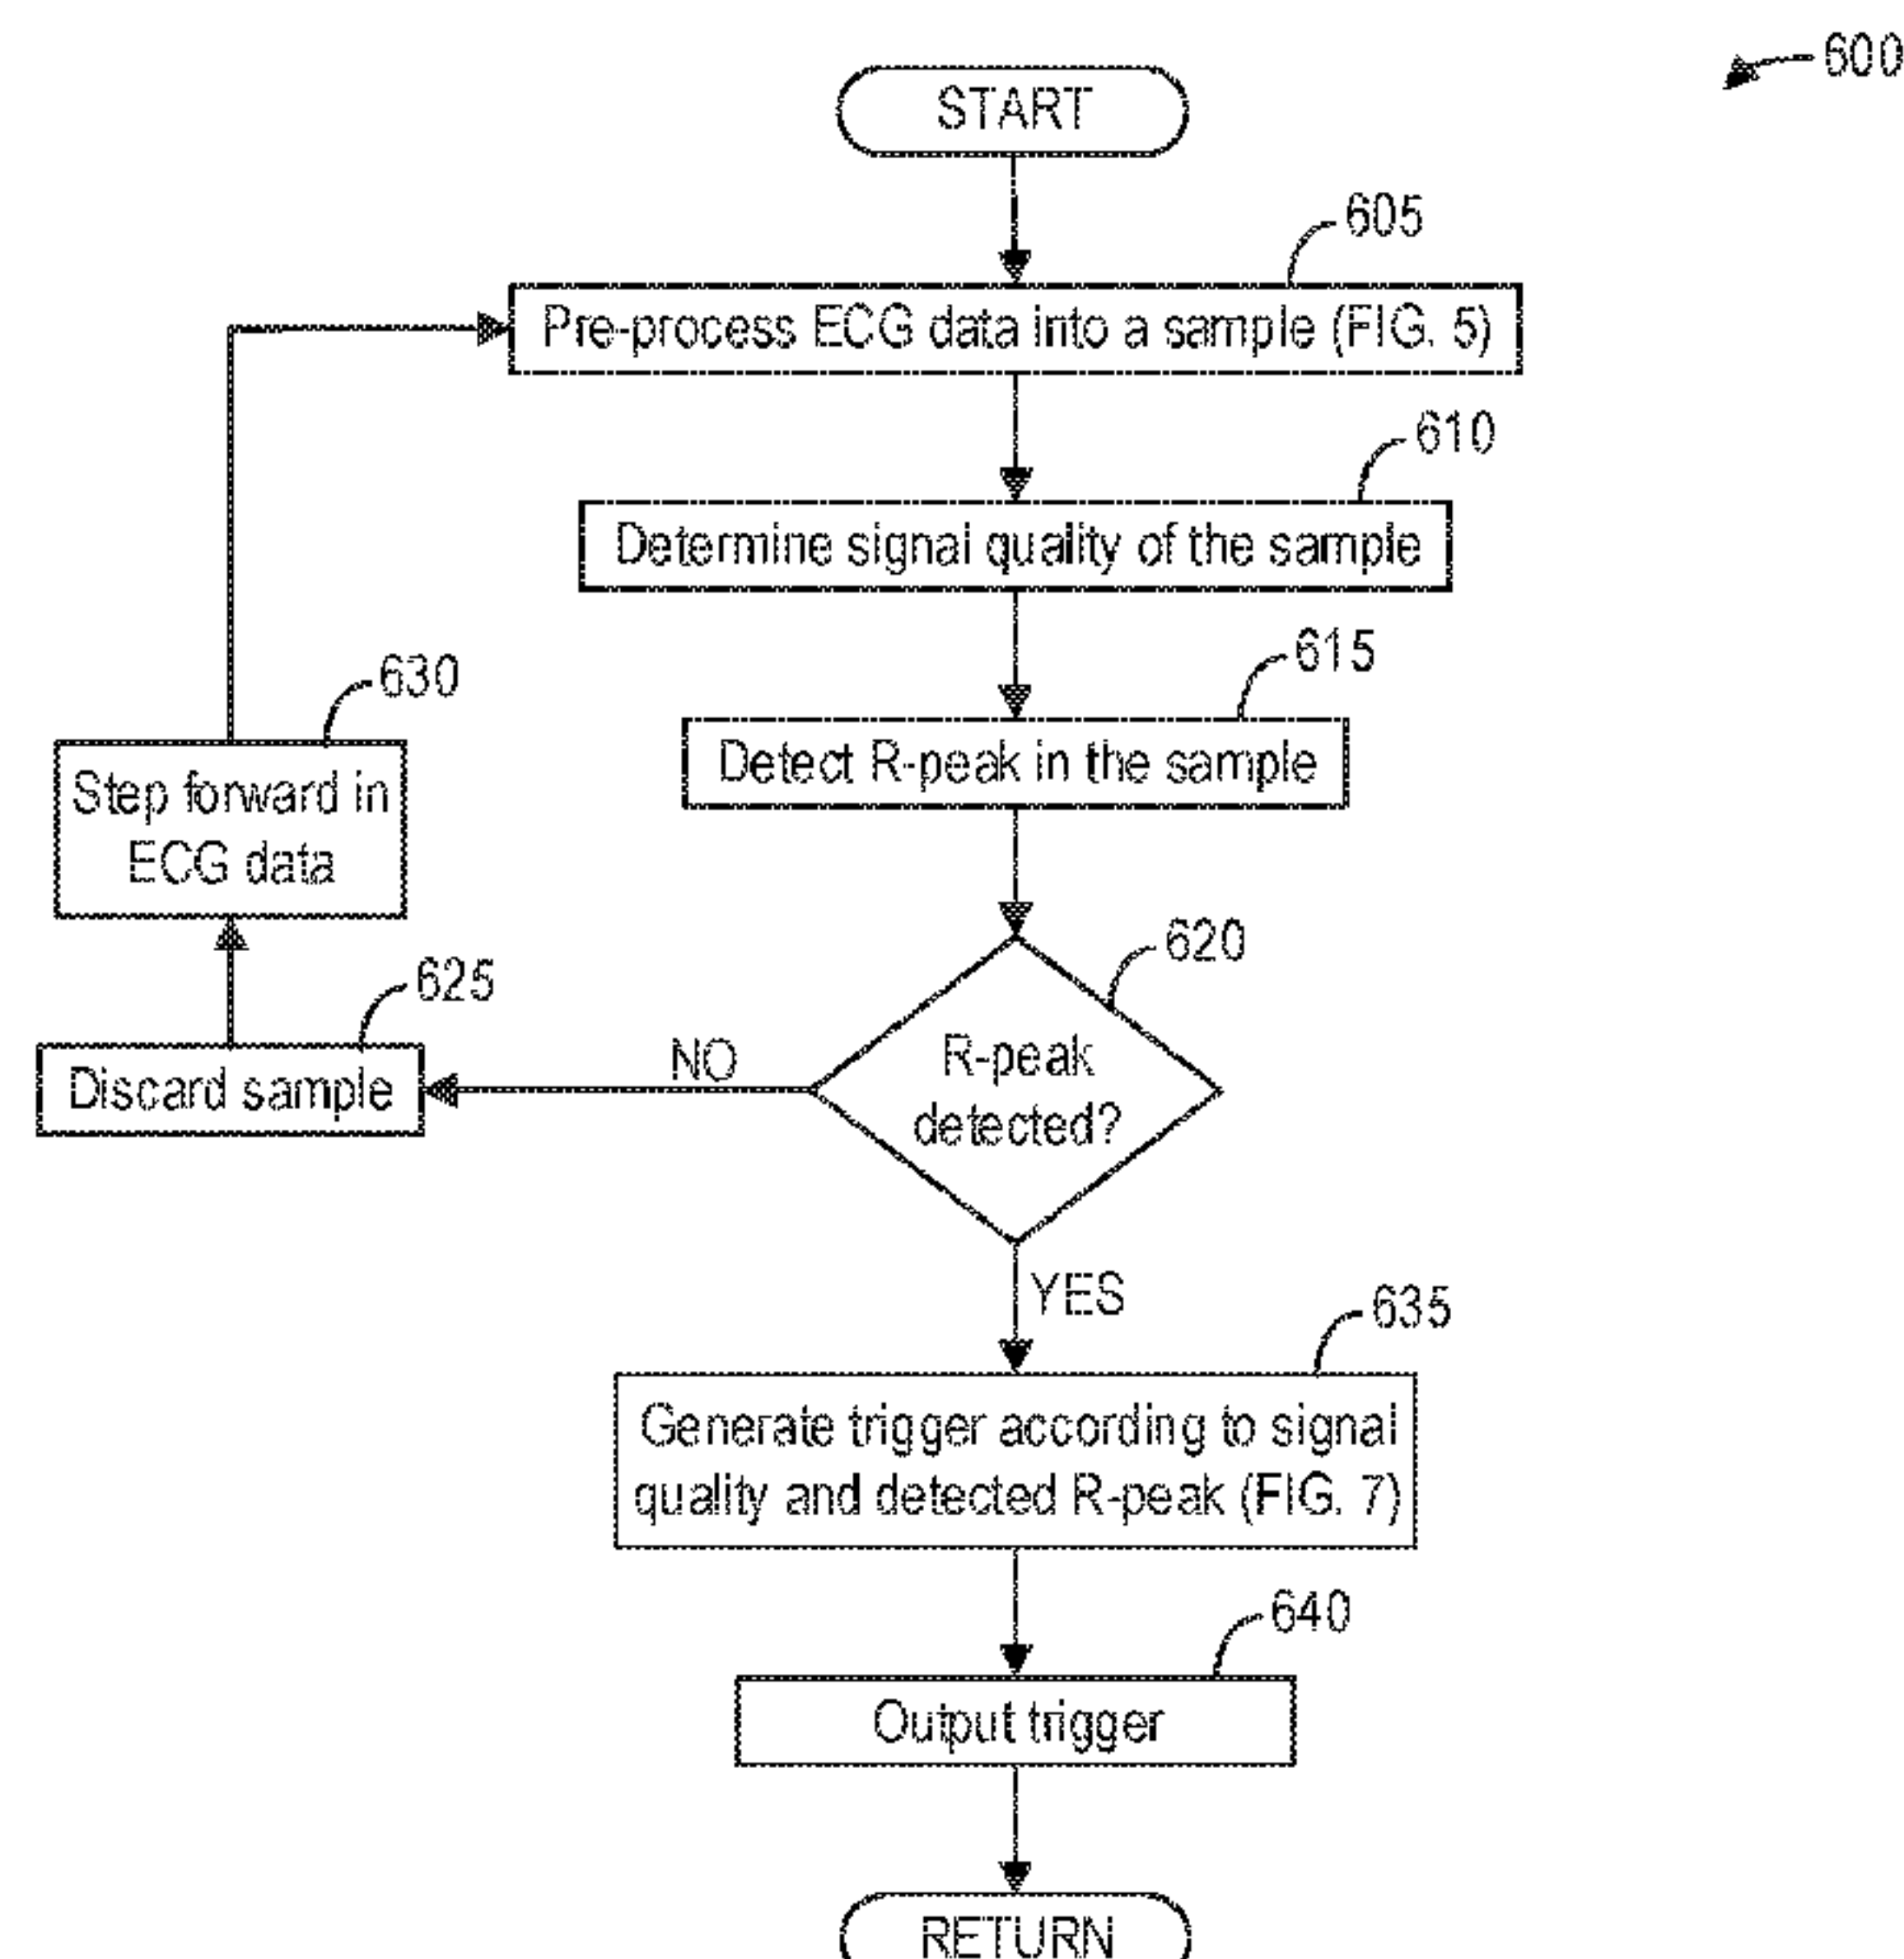 600
START
605
Pre-process ECG data into a sample (FIG. 5)
610
Determine signal quality of the sample
615
Detect R-peak in the sample
630
Step forward in
ECG data
620
R-peak
detected?
625
Discard sample
NO
YES
635
Generate trigger according to signal
quality and detected R-peak (FIG. 7)
640
Output trigger
RETURN